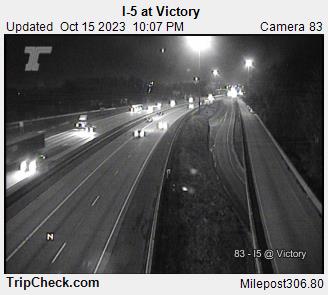 I-5 at Victory
Updated Oct 15 2023 10:07 PM Camera 83
T
N
83 - I5 @ Victory
TripCheck.com Milepost306.80